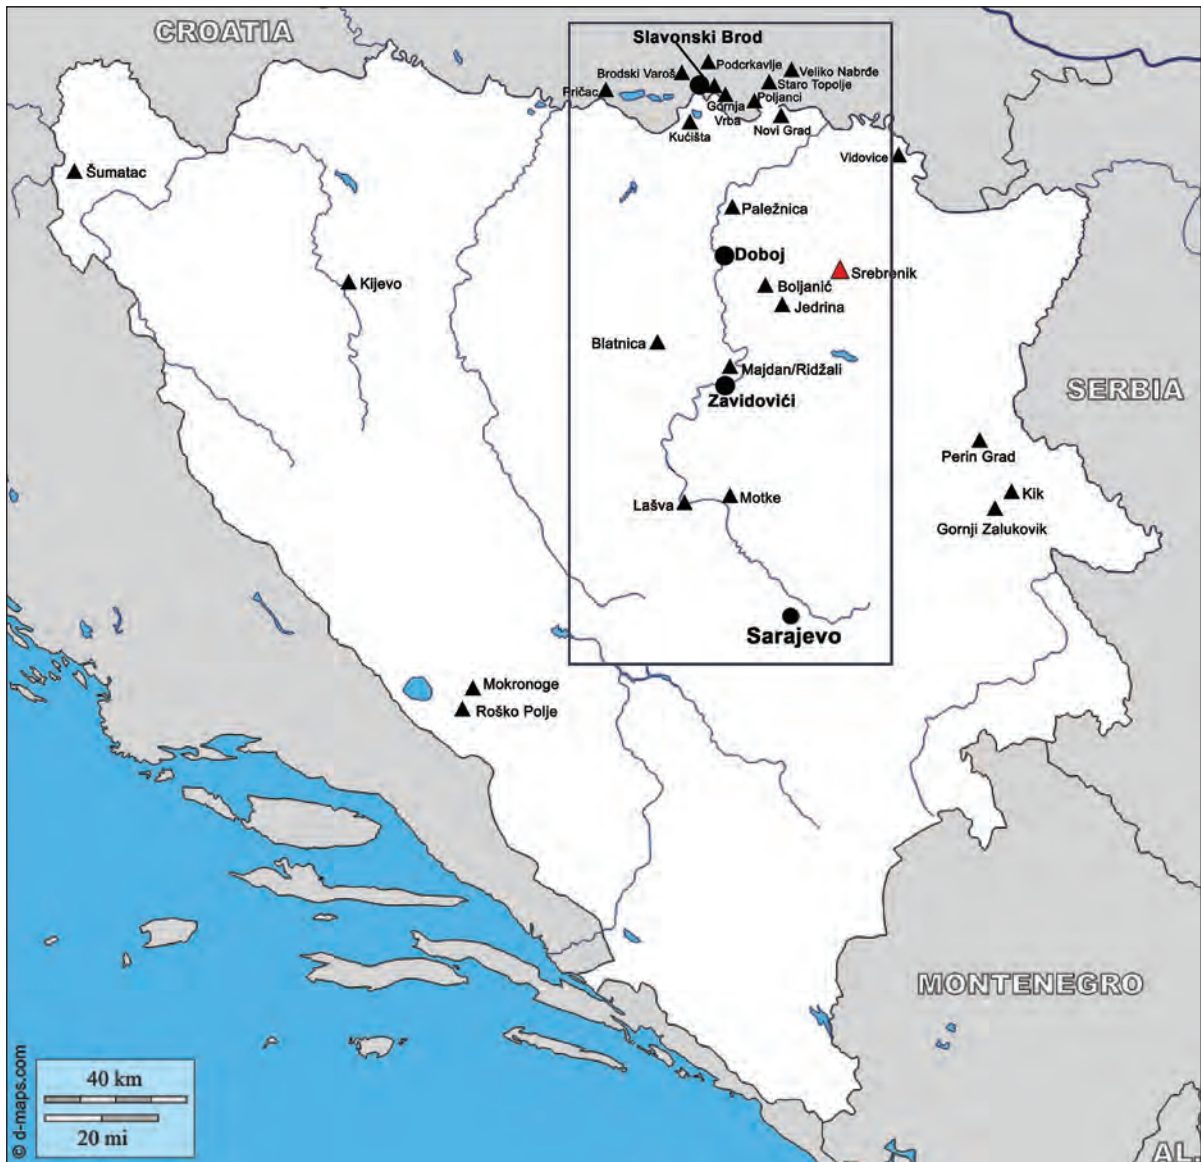 CROATIA
Slavonski Brod
Podcrkavlje
Brodski Varoš
Veliko Nabrđe
Staro Topolje
Pričac
Gornja
Vrba
Poljanci
Novi Grad
Kućišta
Vidovice
Šumatac
Paležnica
Doboj
Srebrenik
Kijevo
Boljanić
Jedrina
Blatnica
Majdan/Ridžali
Zavidovići
SERBIA
Perin Grad
Kik
Lašva
Motke
Gornji Zalukovik
Sarajevo
Mokronoge
Roško Polje
MONTENEGRO
40 km
20 mi
© d-maps.com
AL.